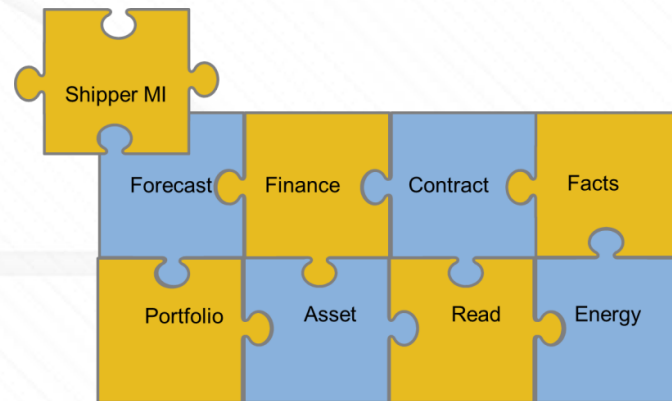 Shipper MI
Forecast
Finance
Contract
Facts
Portfolio
Asset
Read
Energy